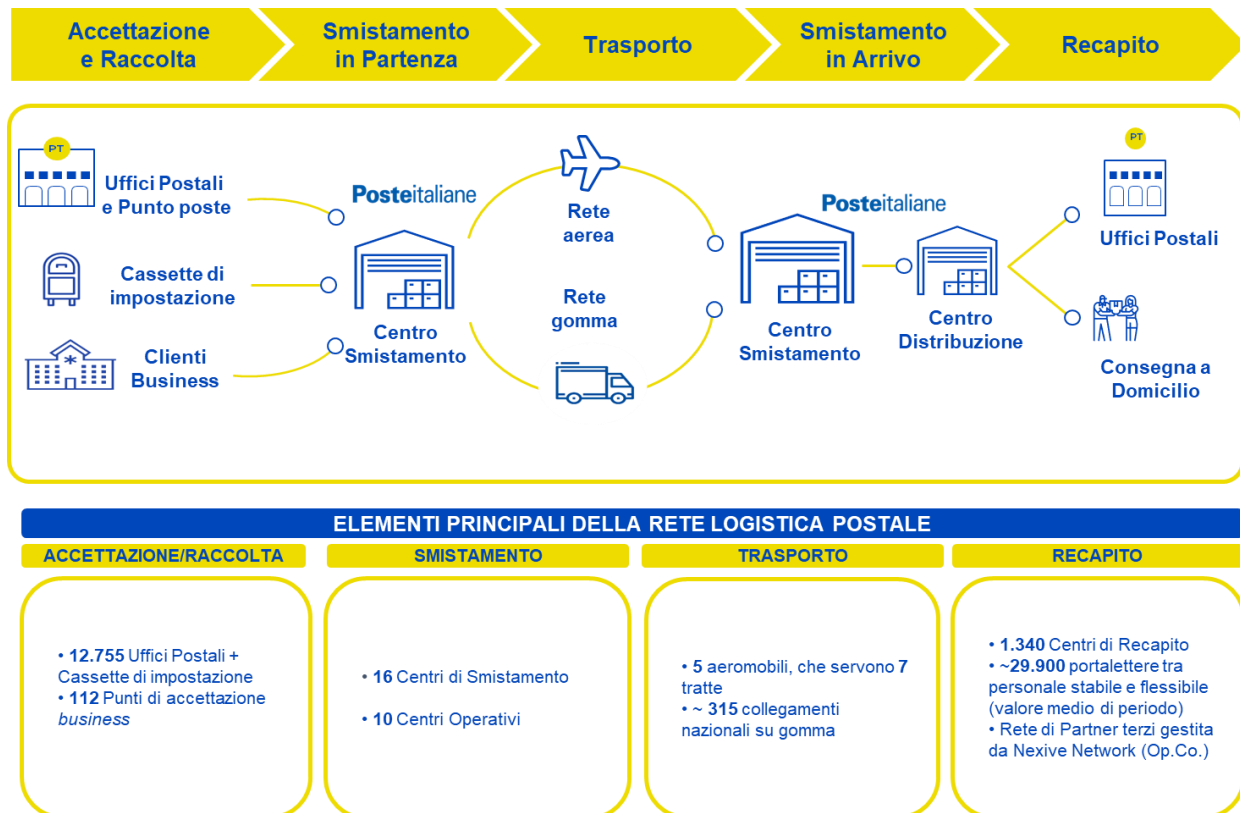 Accettazione
e Raccolta
Smistamento
in Partenza
Trasporto
Smistamento
in Arrivo
Recapito
PT
Uffici Postali
e Punto poste
Cassette di
impostazione
Clienti
Business
Posteitaliane
Centro
Smistamento
Rete
aerea
Rete
gomma
Posteitaliane
Centro
Smistamento
Centro
Distribuzione
PT
Uffici Postali
Consegna a
Domicilio
ELEMENTI PRINCIPALI DELLA RETE LOGISTICA POSTALE
ACCETTAZIONE/RACCOLTA
• 12.755 Uffici Postali +
Cassette di impostazione
• 112 Punti di accettazione
business
SMISTAMENTO
• 16 Centri di Smistamento
• 10 Centri Operativi
TRASPORTO
• 5 aeromobili, che servono 7
tratte
• ~ 315 collegamenti
nazionali su gomma
RECAPITO
• 1.340 Centri di Recapito
• ~29.900 portalettere tra
personale stabile e flessibile
(valore medio di periodo)
• Rete di Partner terzi gestita
da Nexive Network (Op.Co.)